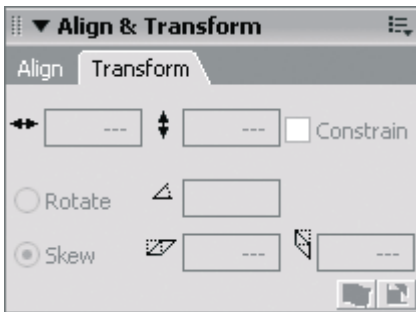 Align & Transform
Align Transform
--- --- Constrain
Rotate
Skew --- ---